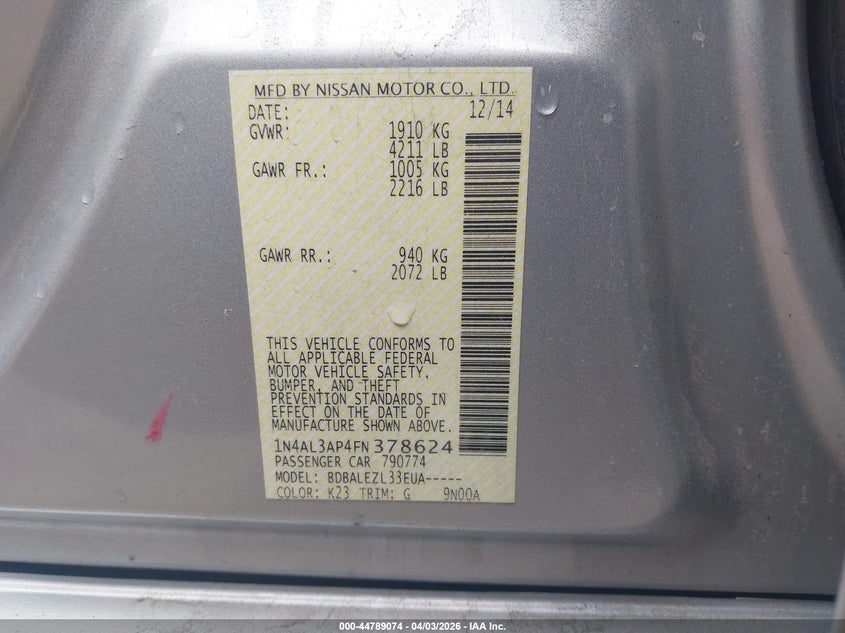 MFD BY NISSAN MOTOR CO., LTD.
DATE: 12/14
GVWR: 1910 KG
4211 LB
GAWR FR.: 1005 KG
2216 LB
GAWR RR.: 940 KG
2072 LB
THIS VEHICLE CONFORMS TO
ALL APPLICABLE FEDERAL
MOTOR VEHICLE SAFETY,
BUMPER, AND THEFT
PREVENTION STANDARDS IN
EFFECT ON THE DATE OF
MANUFACTURE SHOWN ABOVE.
1N4AL3AP4FN378624
PASSENGER CAR 790774
MODEL: BDBALEZL33EUA-----
COLOR: K23 TRIM: G 9N00A
000-44789074 - 04/03/2026 - IAA Inc.